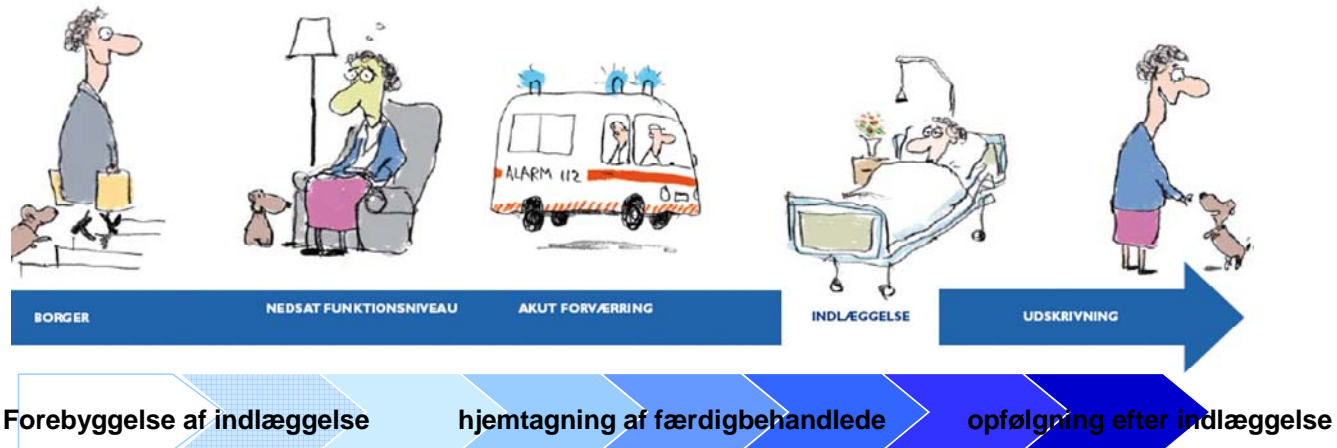 ALARM 112
BORGER
NEDSAT FUNKTIONSNIVEAU
AKUT FORVÆRRING
INDLÆGGELSE
UDSKRIVNING
Forebyggelse af indlæggelse
hjemtagning af færdigbehandlede
opfølgning efter indlæggelse